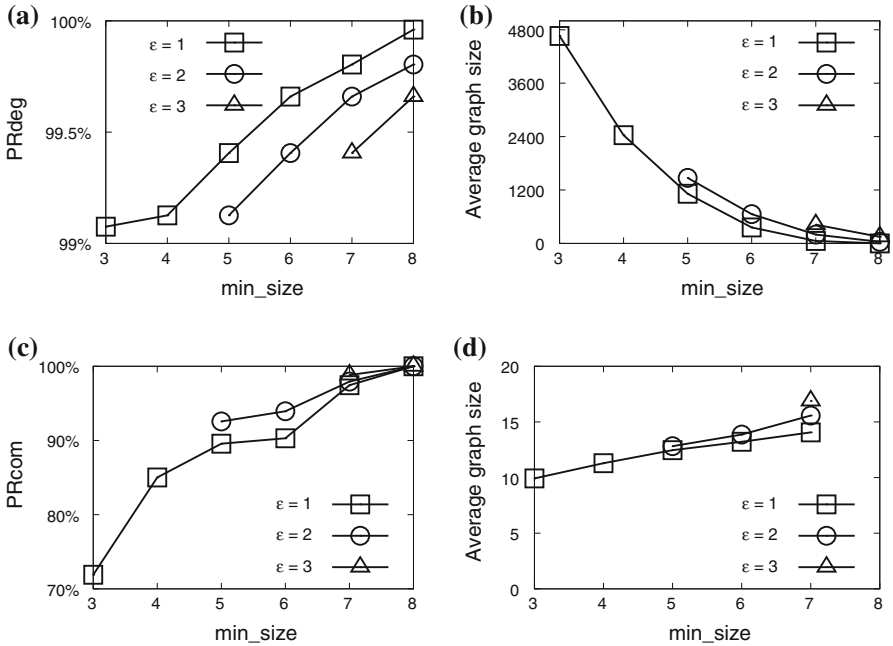 (a)
100%
99.5%
99%
PRdeg
ε = 1
ε = 2
ε = 3
3 4 5 6 7 8
min_size
(b)
4800
3600
2400
1200
0
Average graph size
ε = 1
ε = 2
ε = 3
3 4 5 6 7 8
min_size
(c)
100%
90%
80%
70%
PRcom
ε = 1
ε = 2
ε = 3
3 4 5 6 7 8
min_size
(d)
20
15
10
5
0
Average graph size
ε = 1
ε = 2
ε = 3
3 4 5 6 7 8
min_size